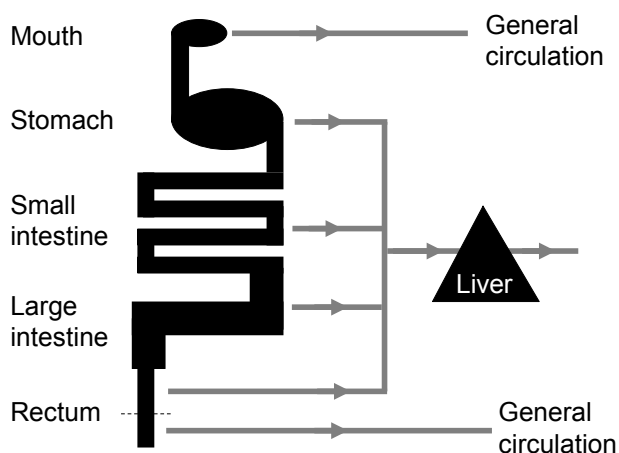 Mouth
General
circulation
Stomach
Small
intestine
Liver
Large
intestine
Rectum
General
circulation